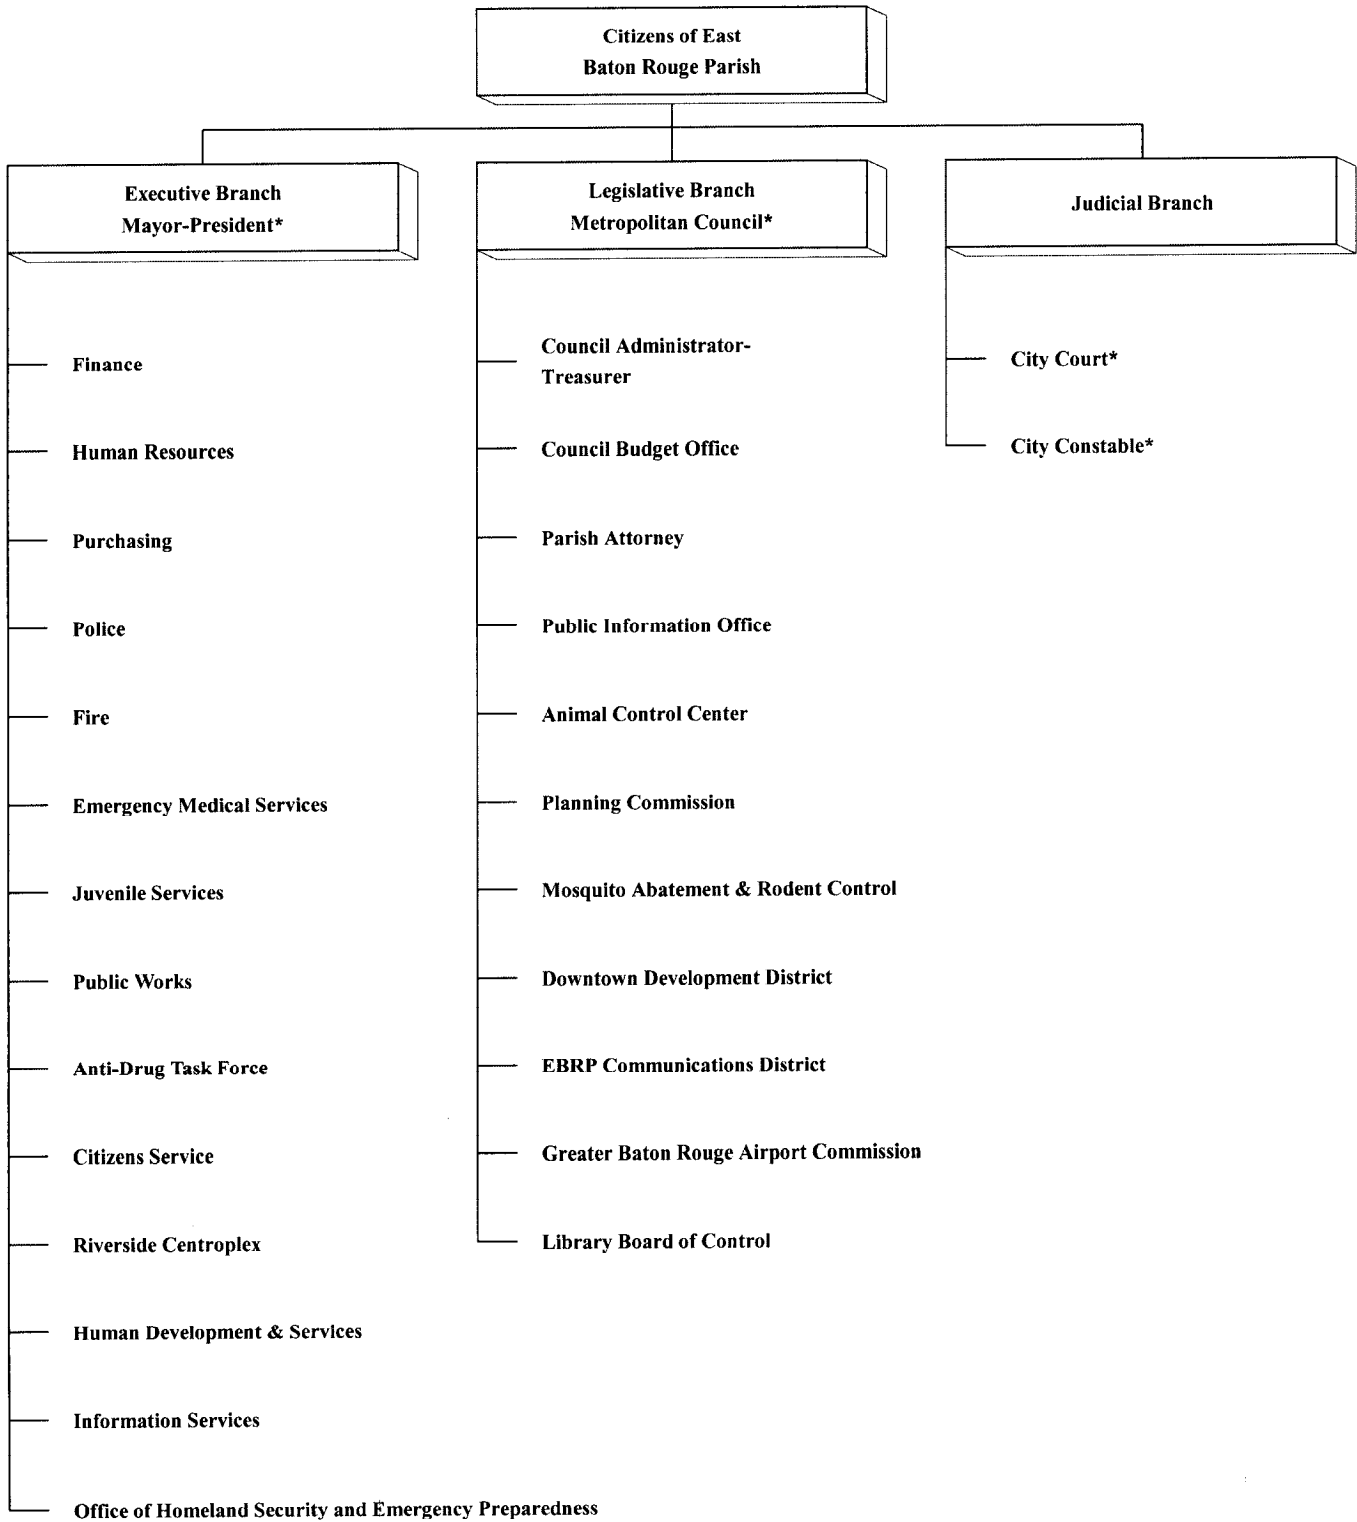 Citizens of East
Baton Rouge Parish
Executive Branch
Mayor-President*
Legislative Branch
Metropolitan Council*
Judicial Branch
Finance
Human Resources
Purchasing
Police
Fire
Emergency Medical Services
Juvenile Services
Public Works
Anti-Drug Task Force
Citizens Service
Riverside Centroplex
Human Development & Services
Information Services
Office of Homeland Security and Emergency Preparedness
Council Administrator-
Treasurer
Council Budget Office
Parish Attorney
Public Information Office
Animal Control Center
Planning Commission
Mosquito Abatement & Rodent Control
Downtown Development District
EBRP Communications District
Greater Baton Rouge Airport Commission
Library Board of Control
City Court*
City Constable*